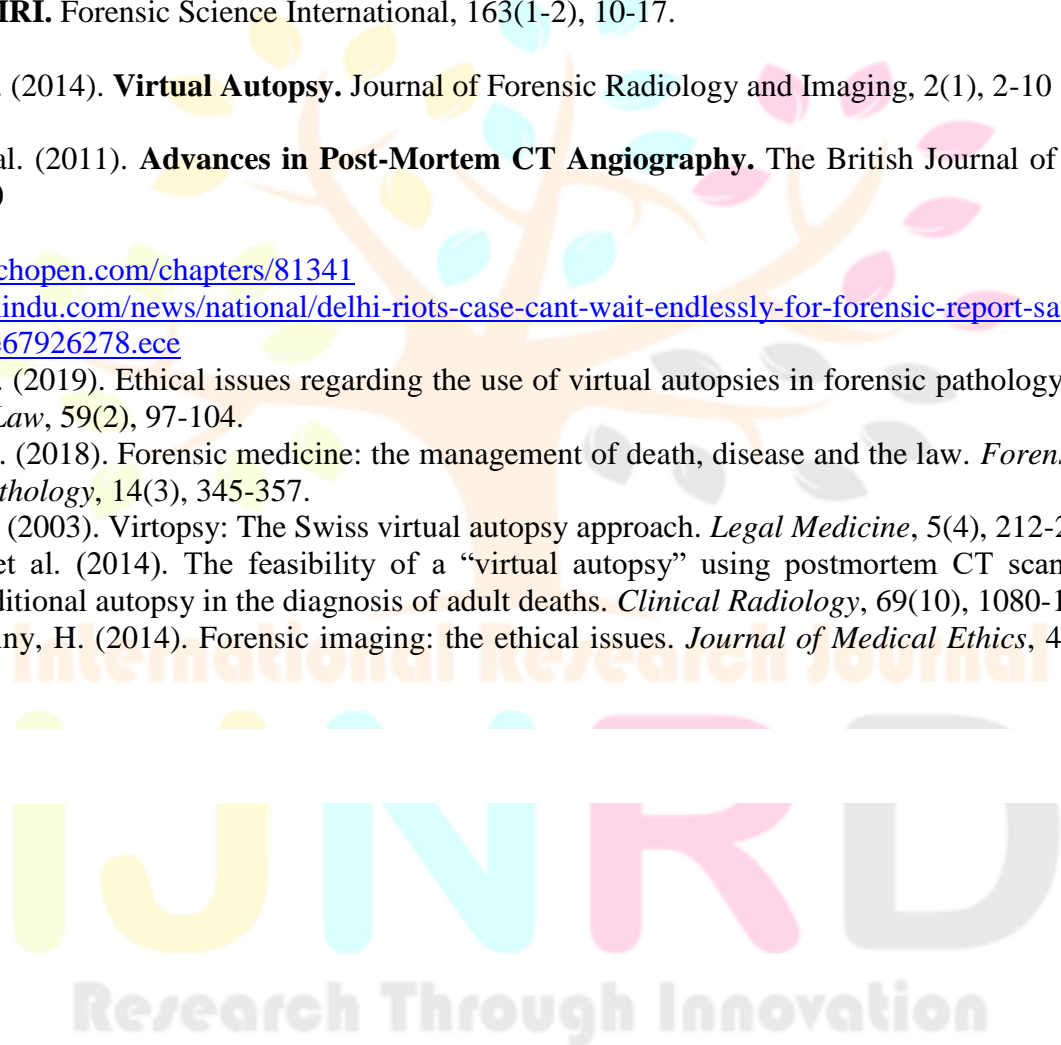 IRI. Forensic Science International, 163(1-2), 10-17.
. (2014). Virtual Autopsy. Journal of Forensic Radiology and Imaging, 2(1), 2-10
al. (2011). Advances in Post-Mortem CT Angiography. The British Journal of
)
chopen.com/chapters/81341
indu.com/news/national/delhi-riots-case-cant-wait-endlessly-for-forensic-report-sa
67926278.ece
. (2019). Ethical issues regarding the use of virtual autopsies in forensic pathology
Law, 59(2), 97-104.
. (2018). Forensic medicine: the management of death, disease and the law. Forens
thology, 14(3), 345-357.
(2003). Virtopsy: The Swiss virtual autopsy approach. Legal Medicine, 5(4), 212-2
et al. (2014). The feasibility of a “virtual autopsy” using postmortem CT scan
ditional autopsy in the diagnosis of adult deaths. Clinical Radiology, 69(10), 1080-1
ny, H. (2014). Forensic imaging: the ethical issues. Journal of Medical Ethics, 4
International Research Journal
IJNRD
Research Through Innovation